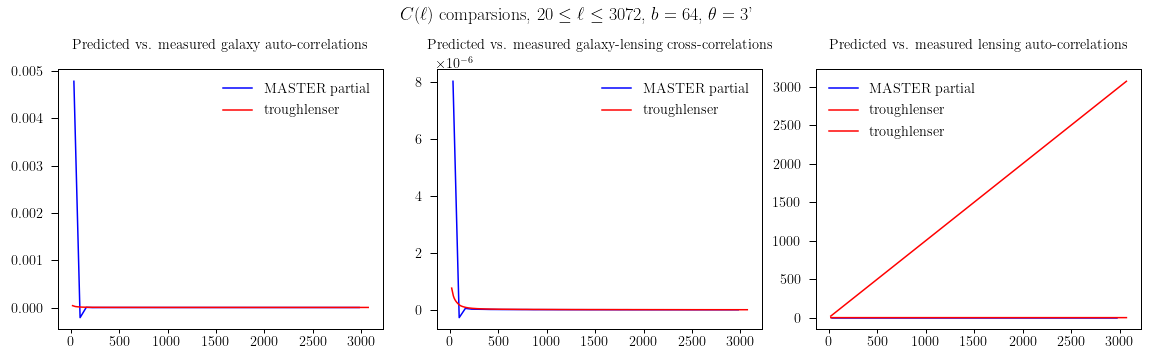 C(ℓ) comparsions, 20 ≤ ℓ ≤ 3072, b = 64, θ = 3'
Predicted vs. measured galaxy auto-correlations
MASTER partial
troughlenser
0.005
0.004
0.003
0.002
0.001
0.000
0 500 1000 1500 2000 2500 3000
Predicted vs. measured galaxy-lensing cross-correlations
×10⁻⁶
MASTER partial
troughlenser
8
6
4
2
0
0 500 1000 1500 2000 2500 3000
Predicted vs. measured lensing auto-correlations
MASTER partial
troughlenser
troughlenser
3000
2500
2000
1500
1000
500
0
0 500 1000 1500 2000 2500 3000